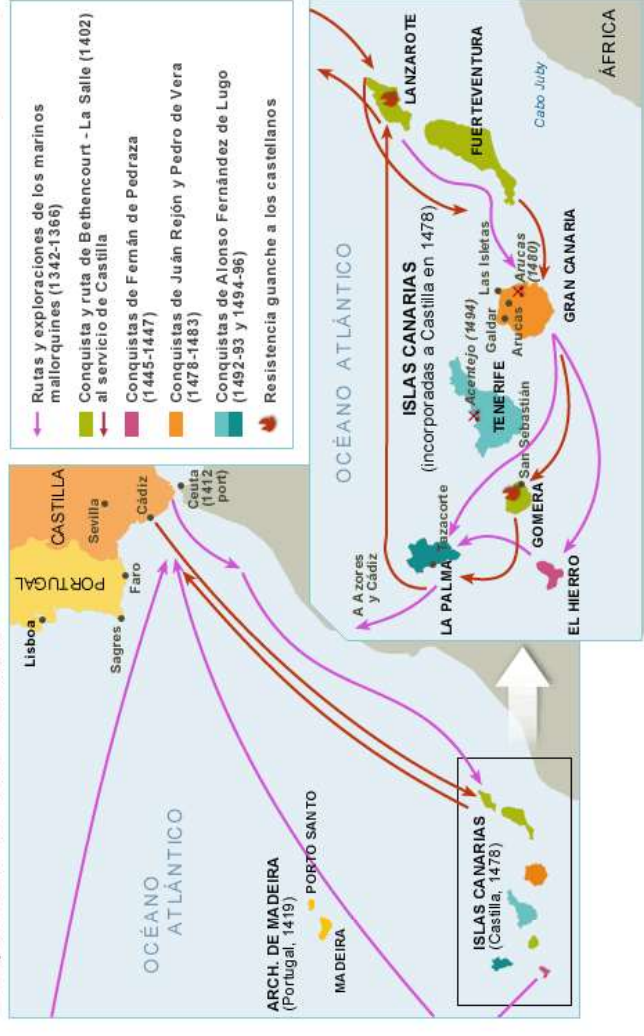 Rutas y exploraciones de los marinos
mallorquines (1342-1366)
Conquista y ruta de Bethencourt - La Salle (1402)
al servicio de Castilla
Conquistas de Fernán de Pedraza
(1445-1447)
Conquistas de Juán Rejón y Pedro de Vera
(1478-1483)
Conquistas de Alonso Fernández de Lugo
(1492-93 y 1494-96)
Resistencia guanche a los castellanos
PORTUGAL
CASTILLA
Lisboa
Sevilla
Sagres
Faro
Cádiz
Ceuta
(1412
port)
OCÉANO
ATLÁNTICO
ARCH. DE MADEIRA
(Portugal, 1419)
PORTO SANTO
MADEIRA
ISLAS CANARIAS
(Castilla, 1478)
OCÉANO ATLÁNTICO
ISLAS CANARIAS
(incorporadas a Castilla en 1478)
A Azores
y Cádiz
LANZAROTE
FUERTEVENTURA
Cabo Juby
ÁFRICA
Las Isletas
Galdar
Arucas
Arucas
(1480)
GRAN CANARIA
Acentejo (1494)
TENERIFE
San Sebastián
GOMERA
Tazacorte
LA PALMA
EL HIERRO